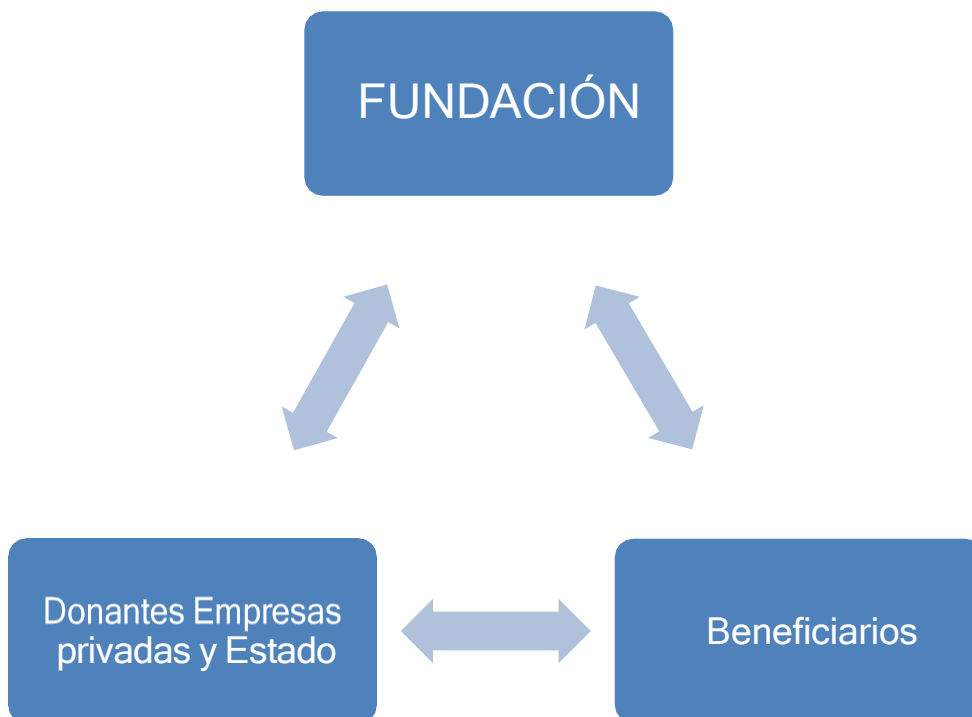 FUNDACIÓN
Donantes Empresas
privadas y Estado
Beneficiarios